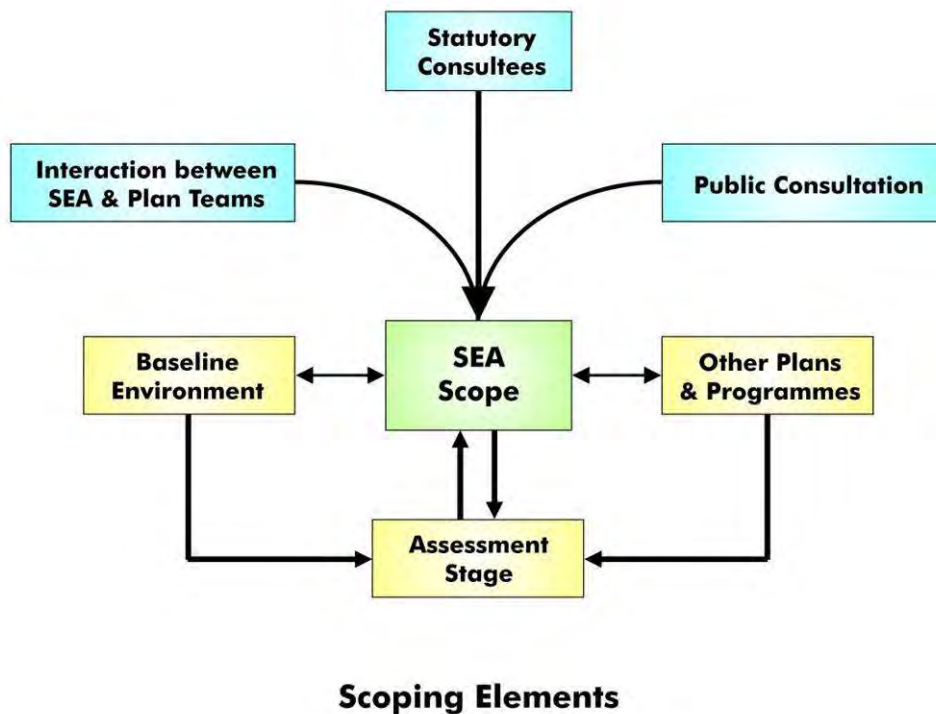 Statutory
Consultees
Interaction between
SEA & Plan Teams
Public Consultation
SEA
Scope
Baseline
Environment
Other Plans
& Programmes
Assessment
Stage
Scoping Elements